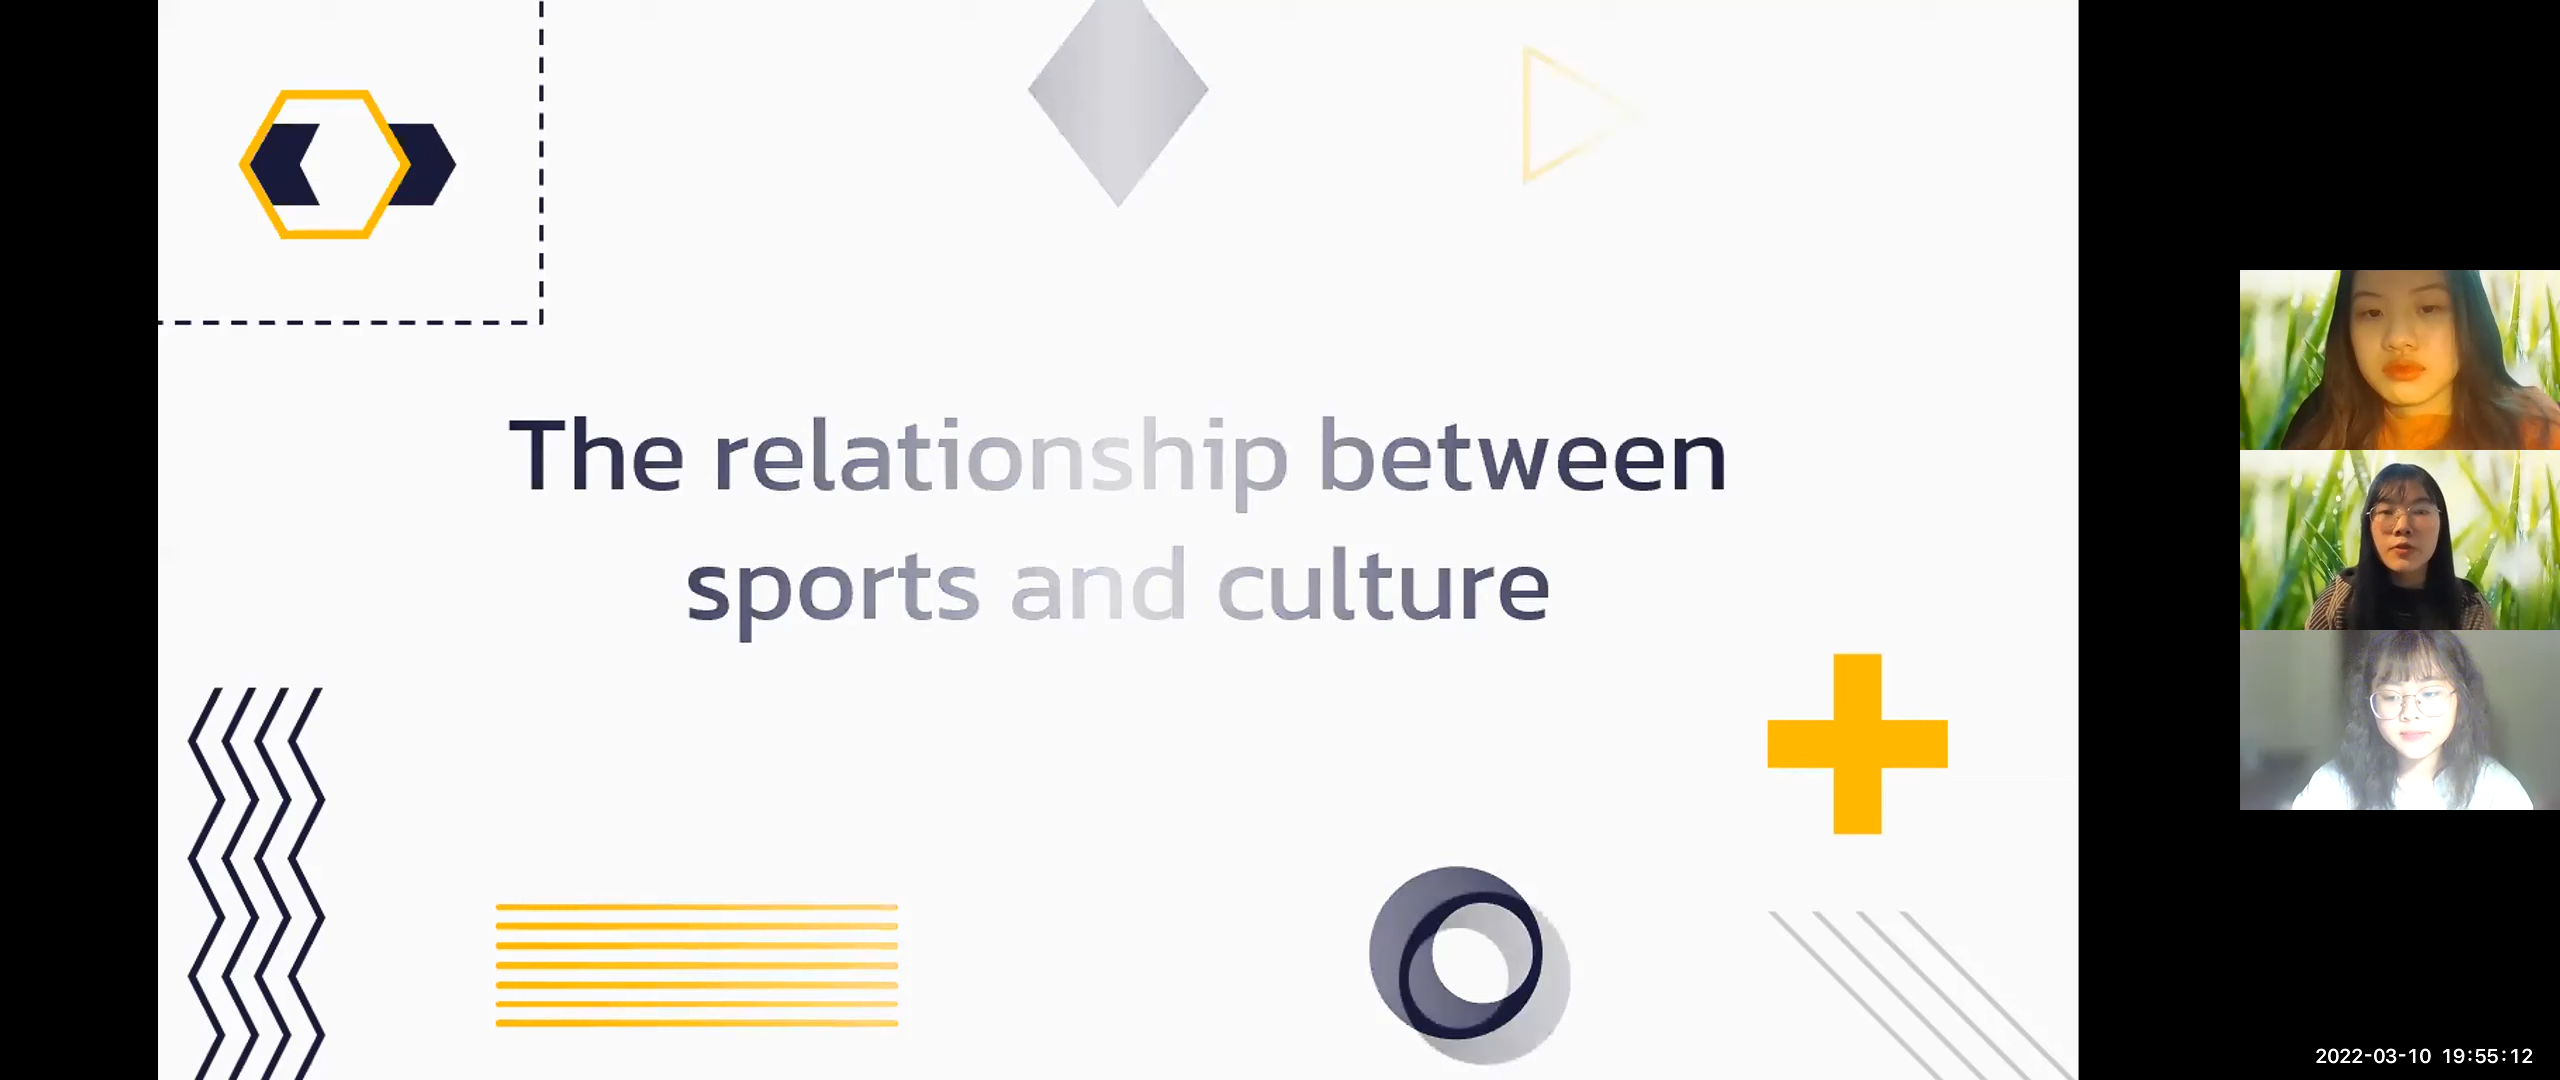 The relationship between
sports and culture
2022-03-10 19:55:12